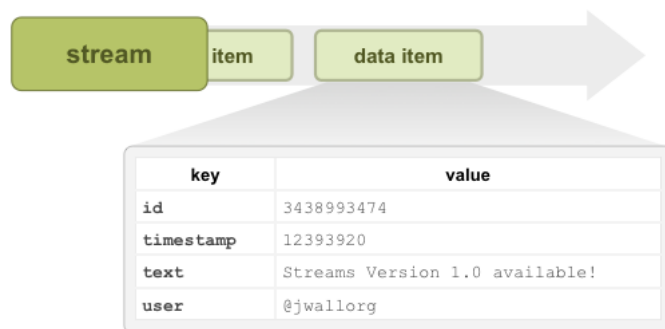 stream
item
data item
key value
id 3438993474
timestamp 12393920
text Streams Version 1.0 available!
user @jwallorg